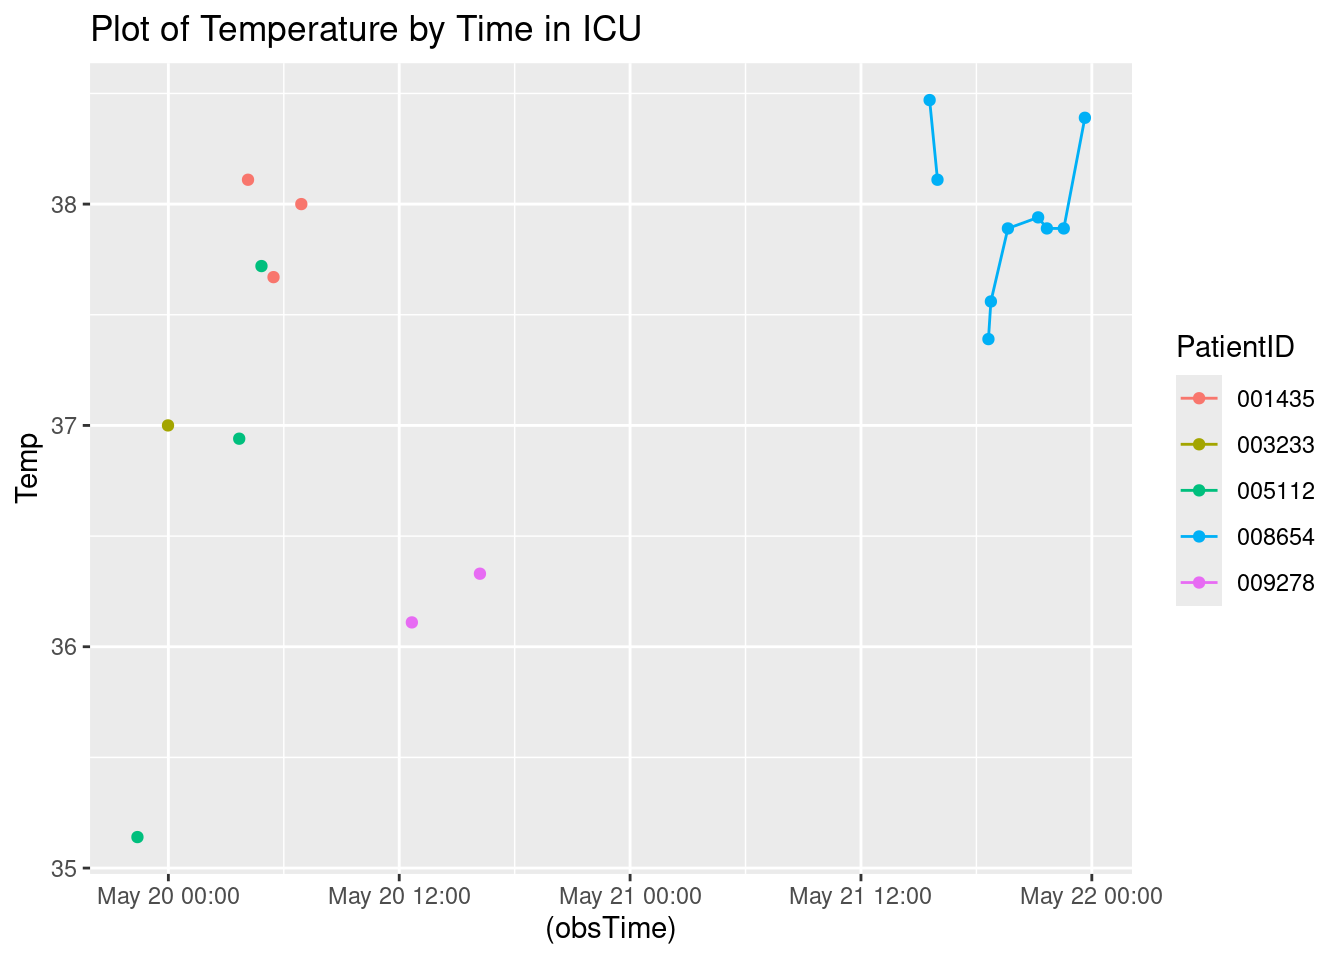 Plot of Temperature by Time in ICU
Temp
38
37
36
35
May 20 00:00
May 20 12:00
May 21 00:00
May 21 12:00
May 22 00:00
(obsTime)
PatientID
001435
003233
005112
008654
009278